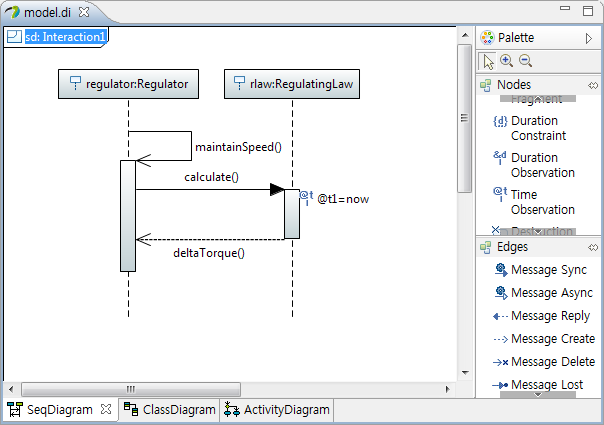 model.di
sd: Interaction1
regulator:Regulator
rlaw:RegulatingLaw
maintainSpeed()
calculate()
@t @t1=now
deltaTorque()
SeqDiagram
ClassDiagram
ActivityDiagram
Palette
Nodes
Fragment
{d} Duration
Constraint
&d Duration
Observation
@t Time
Observation
Destruction
Edges
Message Sync
Message Async
Message Reply
Message Create
Message Delete
Message Lost